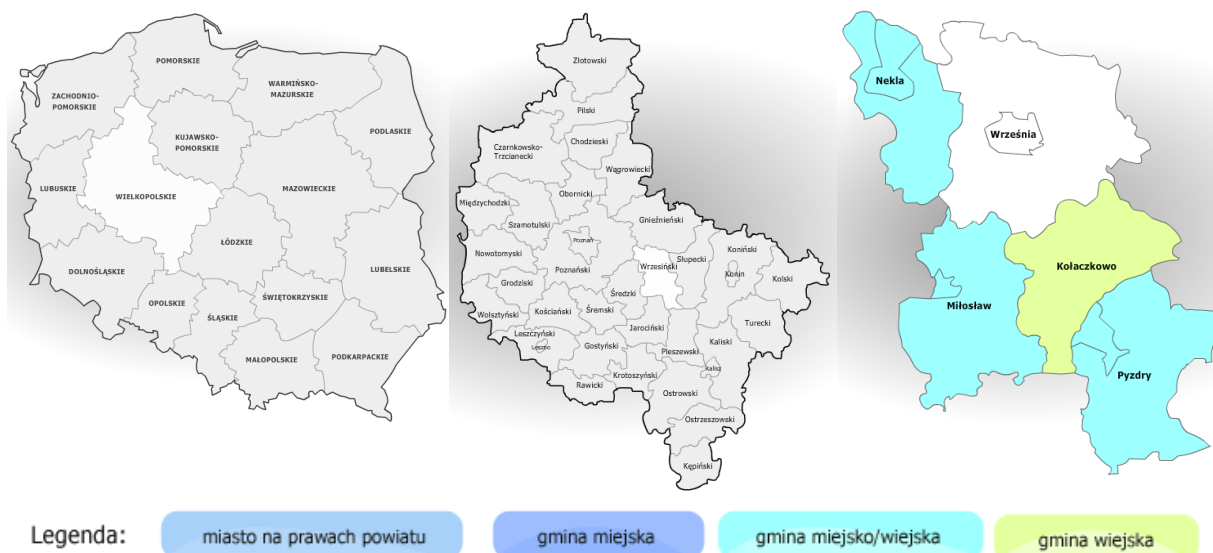 POMORSKIE
WARMIŃSKO-
MAZURSKIE
ZACHODNIO-
POMORSKIE
PODLASKIE
KUJAWSKO-
POMORSKIE
LUBUSKIE
WIELKOPOLSKIE
MAZOWIECKIE
ŁÓDZKIE
DOLNOŚLĄSKIE
LUBELSKIE
OPOLSKIE
ŚWIĘTOKRZYSKIE
ŚLĄSKIE
MAŁOPOLSKIE
PODKARPACKIE
Złotowski
Pilski
Chodzieski
Czarnkowsko-
Trzcianecki
Wągrowiecki
Obornicki
Międzychodzki
Gnieźnieński
Szamotulski
Poznań
Nowotomyski
Poznański
Wrzesiński
Słupecki
Koniński
Konin
Kolski
Grodziski
Średzki
Wolsztyński
Kościański
Śremski
Jarociński
Turecki
Leszczyński
Leszno
Gostyński
Pleszewski
Kaliski
Kalisz
Rawicki
Krotoszyński
Ostrowski
Ostrzeszowski
Kępiński
Nekla
Września
Kołaczkowo
Miłosław
Pyzdry
Legenda:
miasto na prawach powiatu
gmina miejska
gmina miejsko/wiejska
gmina wiejska